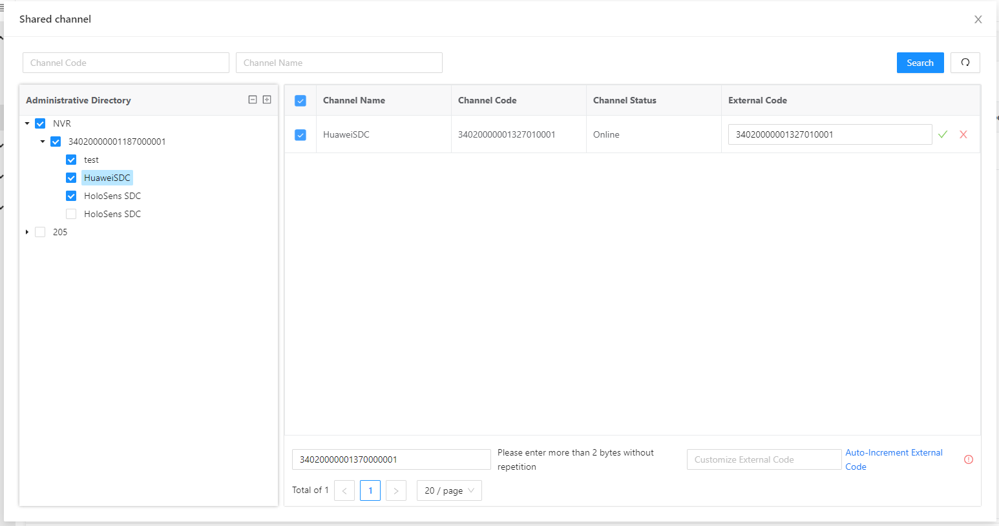 Shared channel
Channel Code
Channel Name
Search
Administrative Directory
NVR
34020000001187000001
test
HuaweiSDC
HoloSens SDC
HoloSens SDC
205
Channel Name
Channel Code
Channel Status
External Code
HuaweiSDC
34020000001327010001
Online
34020000001327010001
34020000001370000001
Please enter more than 2 bytes without
repetition
Customize External Code
Auto-Increment External
Code
Total of 1
1
20 / page